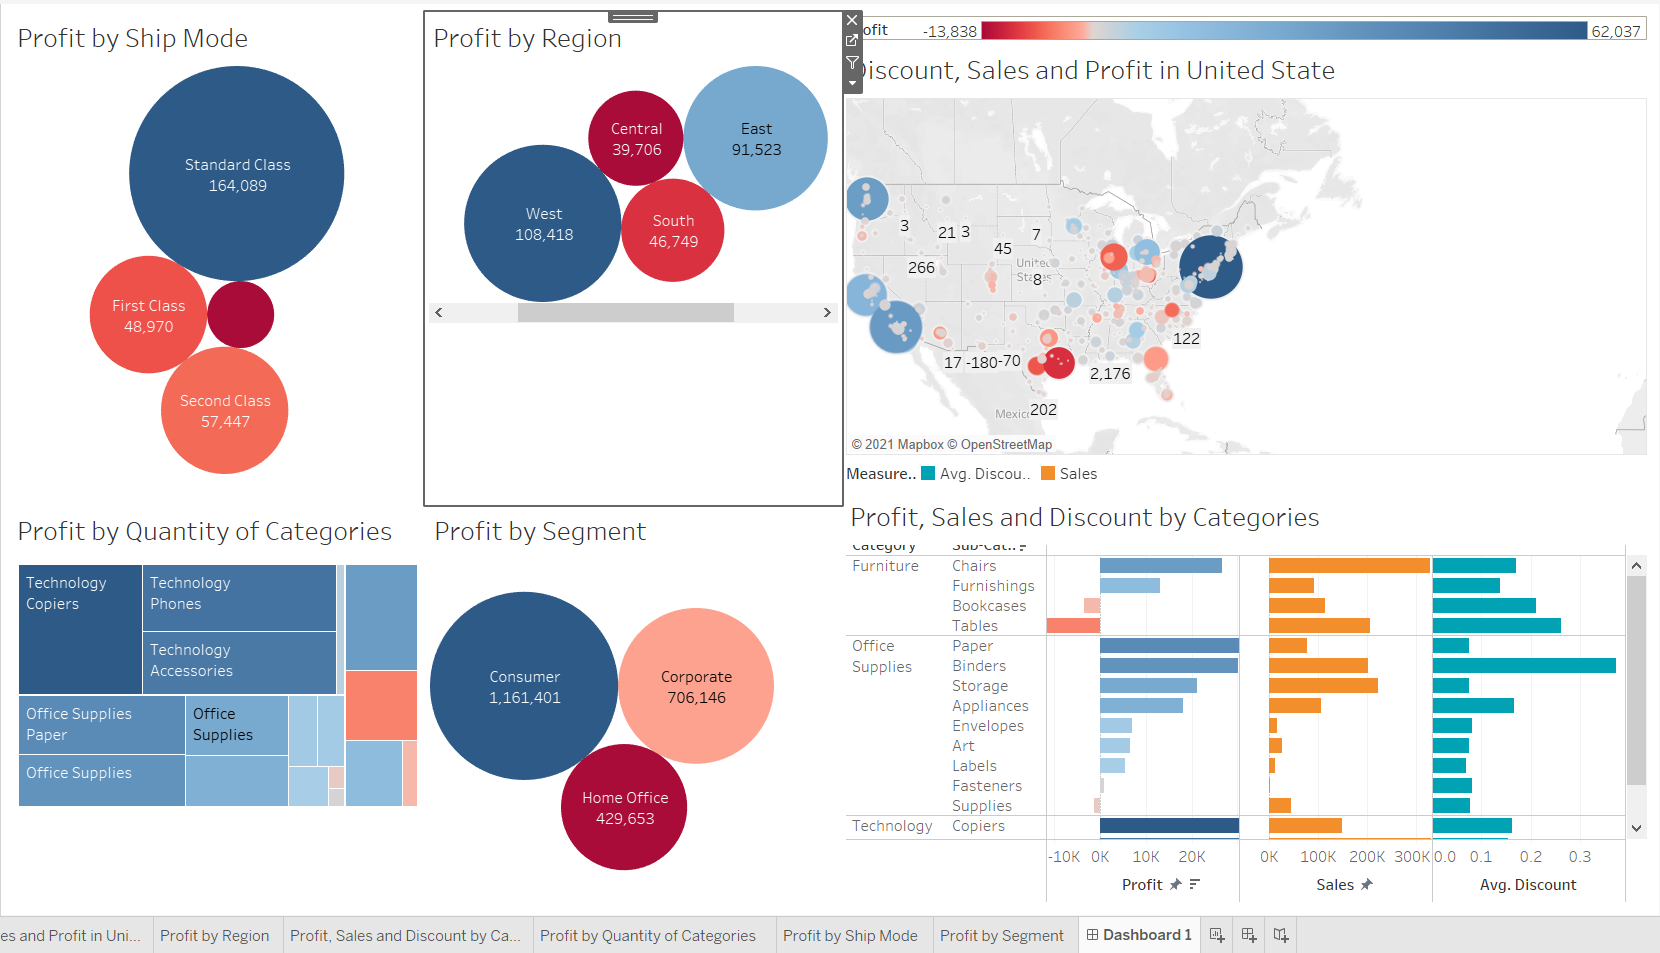 Profit by Ship Mode
Standard Class
164,089
First Class
48,970
Second Class
57,447
Profit by Region
Central
39,706
East
91,523
West
108,418
South
46,749
ofit
-13,838
62,037
Discount, Sales and Profit in United State
3
21 3
7
45
266
United
States
8
122
17 -180 -70
2,176
Mexico
202
© 2021 Mapbox © OpenStreetMap
Measure.. Avg. Discou.. Sales
Profit by Quantity of Categories
Technology
Copiers
Technology
Phones
Technology
Accessories
Office Supplies
Paper
Office
Supplies
Office Supplies
Profit by Segment
Consumer
1,161,401
Corporate
706,146
Home Office
429,653
Profit, Sales and Discount by Categories
Category Sub-Cat..
Furniture Chairs
Furnishings
Bookcases
Tables
Office
Supplies
Paper
Binders
Storage
Appliances
Envelopes
Art
Labels
Fasteners
Supplies
Technology Copiers
-10K 0K 10K 20K
0K 100K 200K 300K
0.0 0.1 0.2 0.3
Profit
Sales
Avg. Discount
es and Profit in Uni...
Profit by Region
Profit, Sales and Discount by Ca...
Profit by Quantity of Categories
Profit by Ship Mode
Profit by Segment
Dashboard 1